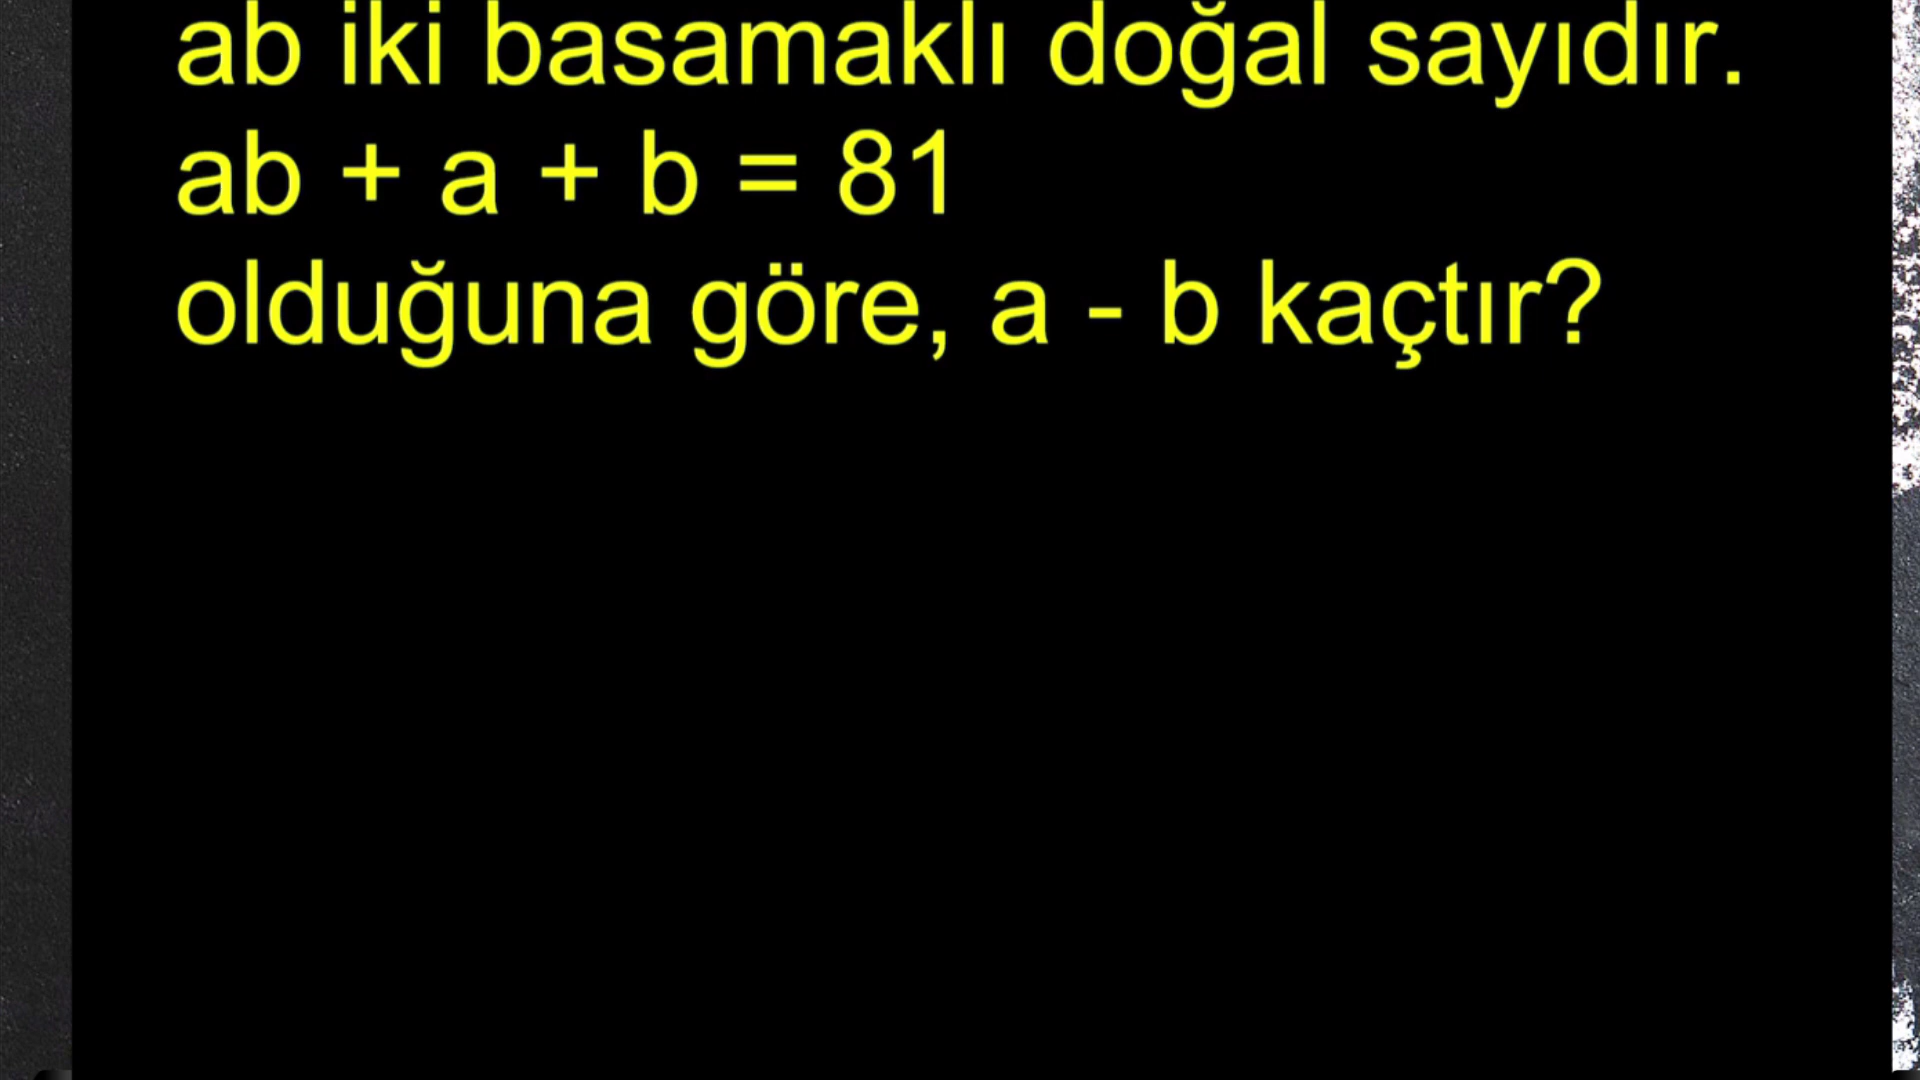 ab iki basamaklı doğal sayıdır.
ab + a + b = 81
olduğuna göre, a - b kaçtır?